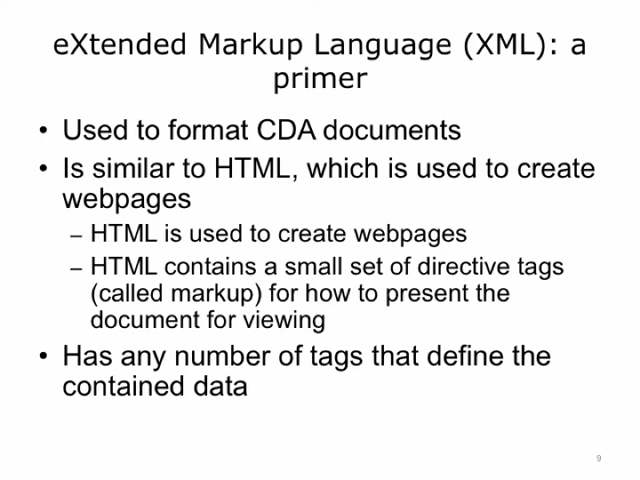 eXtended Markup Language (XML): a
primer
• Used to format CDA documents
• Is similar to HTML, which is used to create
webpages
– HTML is used to create webpages
– HTML contains a small set of directive tags
(called markup) for how to present the
document for viewing
• Has any number of tags that define the
contained data
9